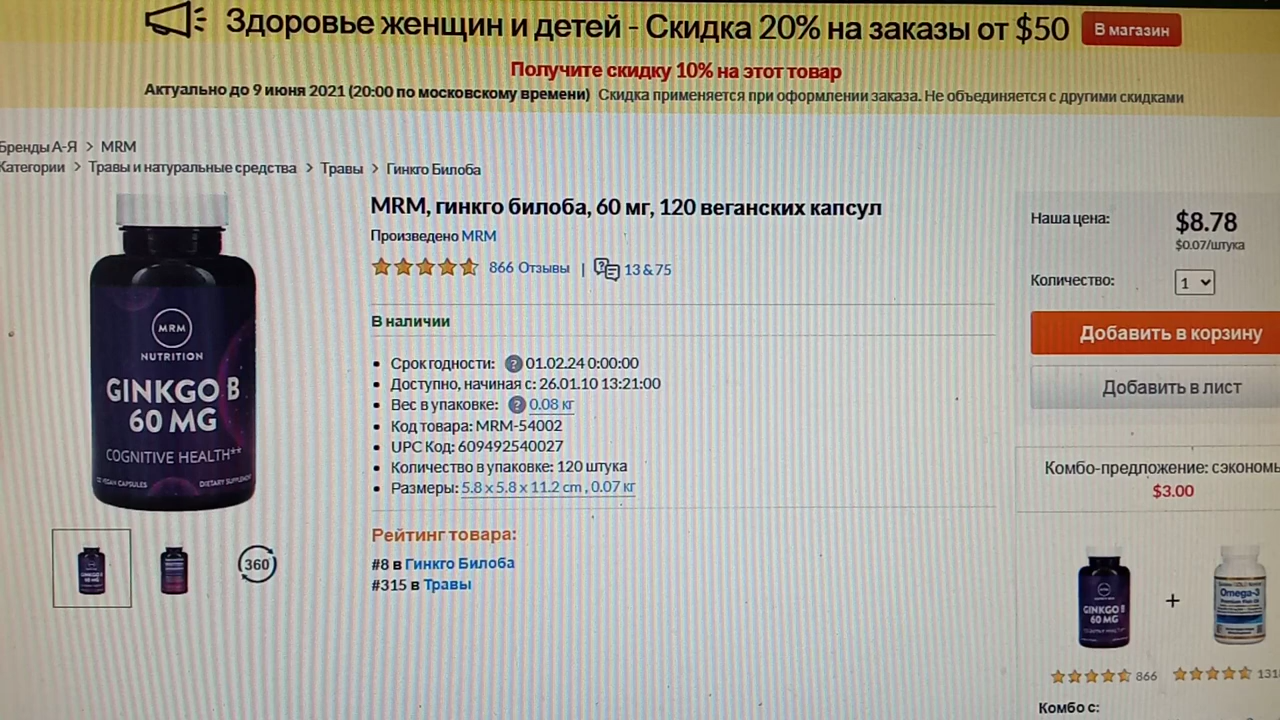 Здоровье женщин и детей - Скидка 20% на заказы от $50
В магазин
Получите скидку 10% на этот товар
Актуально до 9 июня 2021 (20:00 по московскому времени) Скидка применяется при оформлении заказа. Не объединяется с другими скидками
Бренды А-Я > MRM
Категории > Травы и натуральные средства > Травы > Гинкго Билоба
MRM, гинкго билоба, 60 мг, 120 веганских капсул
Произведено MRM
866 Отзывы | 13 & 75
В наличии
Срок годности: ? 01.02.24 0:00:00
Доступно, начиная с: 26.01.10 13:21:00
Вес в упаковке: ? 0.08 кг
Код товара: MRM-54002
UPC Код: 609492540027
Количество в упаковке: 120 штука
Размеры: 5.8 x 5.8 x 11.2 cm , 0.07 кг
Рейтинг товара:
#8 в Гинкго Билоба
#315 в Травы
MRM
NUTRITION
GINKGO B
60 MG
COGNITIVE HEALTH**
VEGAN CAPSULES
DIETARY SUPPLEMENT
360
Наша цена:
$8.78
$0.07/штука
Количество:
1
Добавить в корзину
Добавить в лист
Комбо-предложение: сэкономь
$3.00
GINKGO B
60 MG
+
Omega-3
866
131
Комбо с: